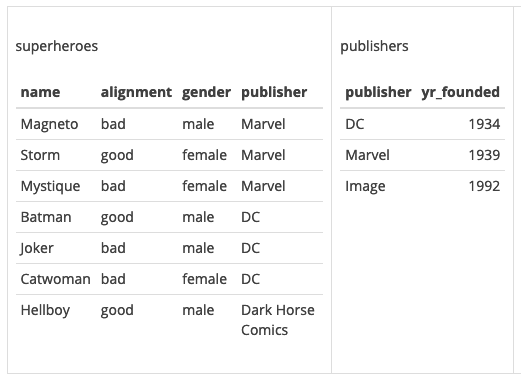 superheroes
name alignment gender publisher
Magneto bad male Marvel
Storm good female Marvel
Mystique bad female Marvel
Batman good male DC
Joker bad male DC
Catwoman bad female DC
Hellboy good male Dark Horse
Comics
publishers
publisher yr_founded
DC 1934
Marvel 1939
Image 1992